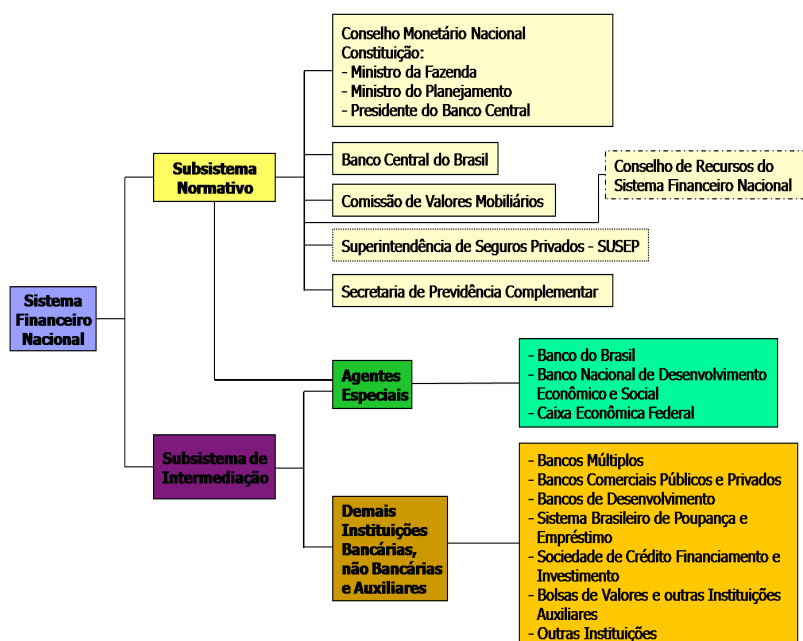 Conselho Monetário Nacional
Constituição:
- Ministro da Fazenda
- Ministro do Planejamento
- Presidente do Banco Central
Subsistema
Normativo
Banco Central do Brasil
Conselho de Recursos do
Sistema Financeiro Nacional
Comissão de Valores Mobiliários
Superintendência de Seguros Privados - SUSEP
Secretaria de Previdência Complementar
Sistema
Financeiro
Nacional
Agentes
Especiais
- Banco do Brasil
- Banco Nacional de Desenvolvimento
Econômico e Social
- Caixa Econômica Federal
Subsistema de
Intermediação
Demais
Instituições
Bancárias,
não Bancárias
e Auxiliares
- Bancos Múltiplos
- Bancos Comerciais Públicos e Privados
- Bancos de Desenvolvimento
- Sistema Brasileiro de Poupança e
Empréstimo
- Sociedade de Crédito Financiamento e
Investimento
- Bolsas de Valores e outras Instituições
Auxiliares
- Outras Instituições